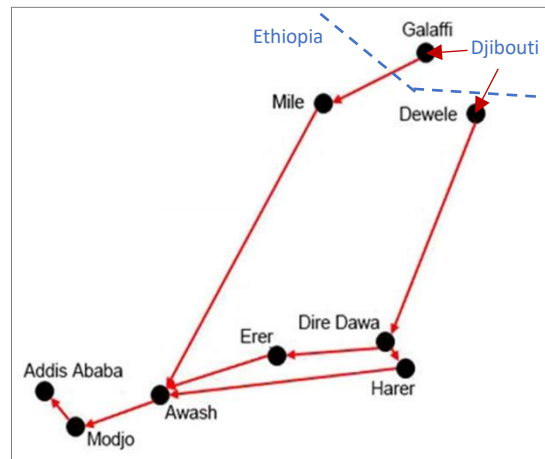 Galaffi
Ethiopia
Djibouti
Mile
Dewele
Dire Dawa
Erer
Addis Ababa
Harer
Awash
Modjo